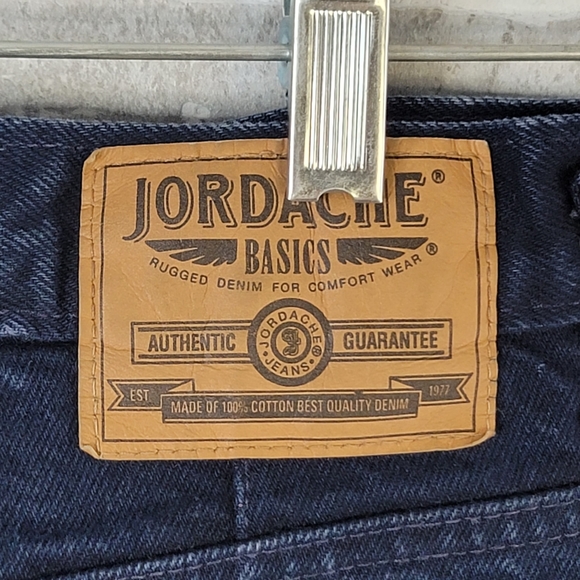 JORDACHE®
BASICS
RUGGED DENIM FOR COMFORT WEAR®
AUTHENTIC GUARANTEE
JORDACHE®
JEANS
EST. 1977
MADE OF 100% COTTON BEST QUALITY DENIM